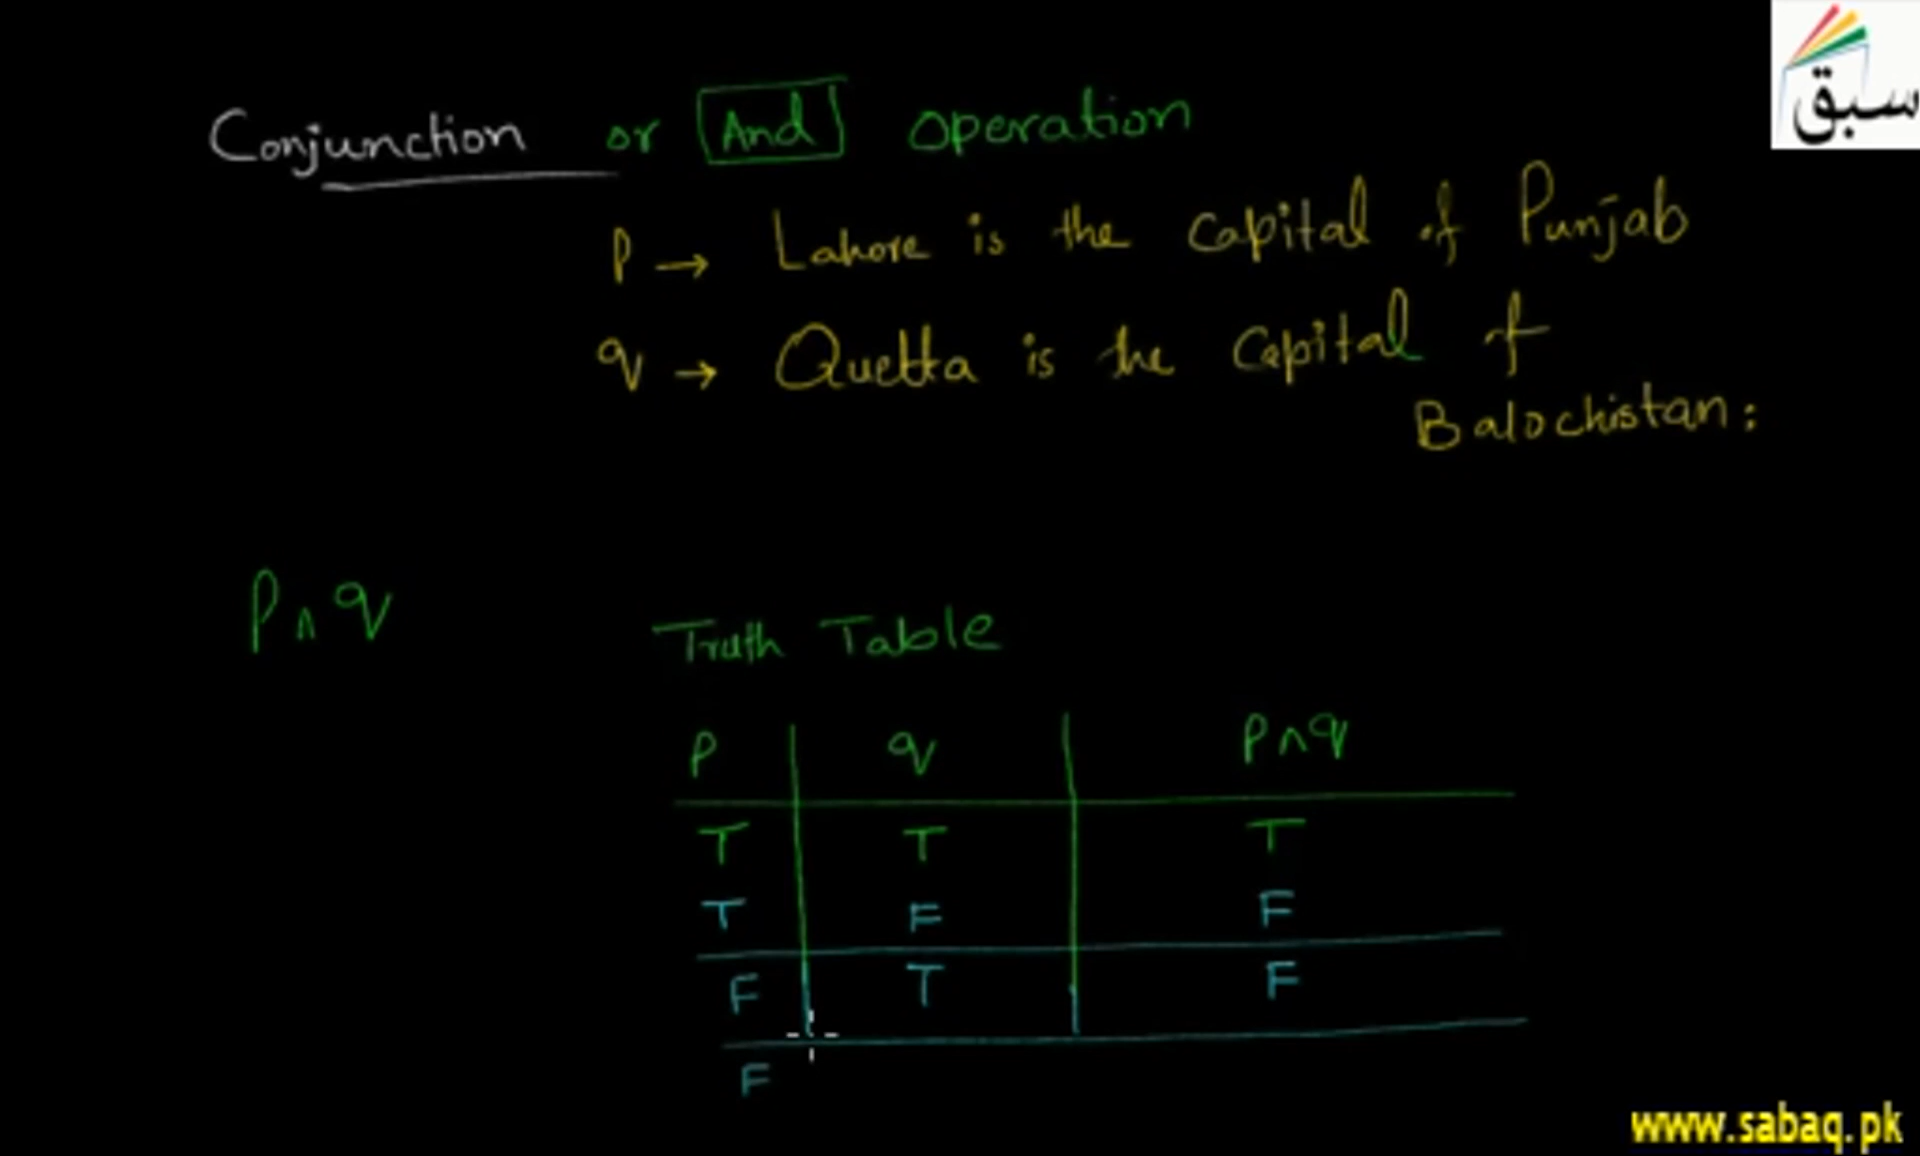 سبق
Conjunction or And operation
P → Lahore is the capital of Punjab
q → Quetta is the Capital of
Balochistan:
P ∧ q
Truth Table
P q P ∧ q
T T T
T F F
F T F
F
www.sabaq.pk